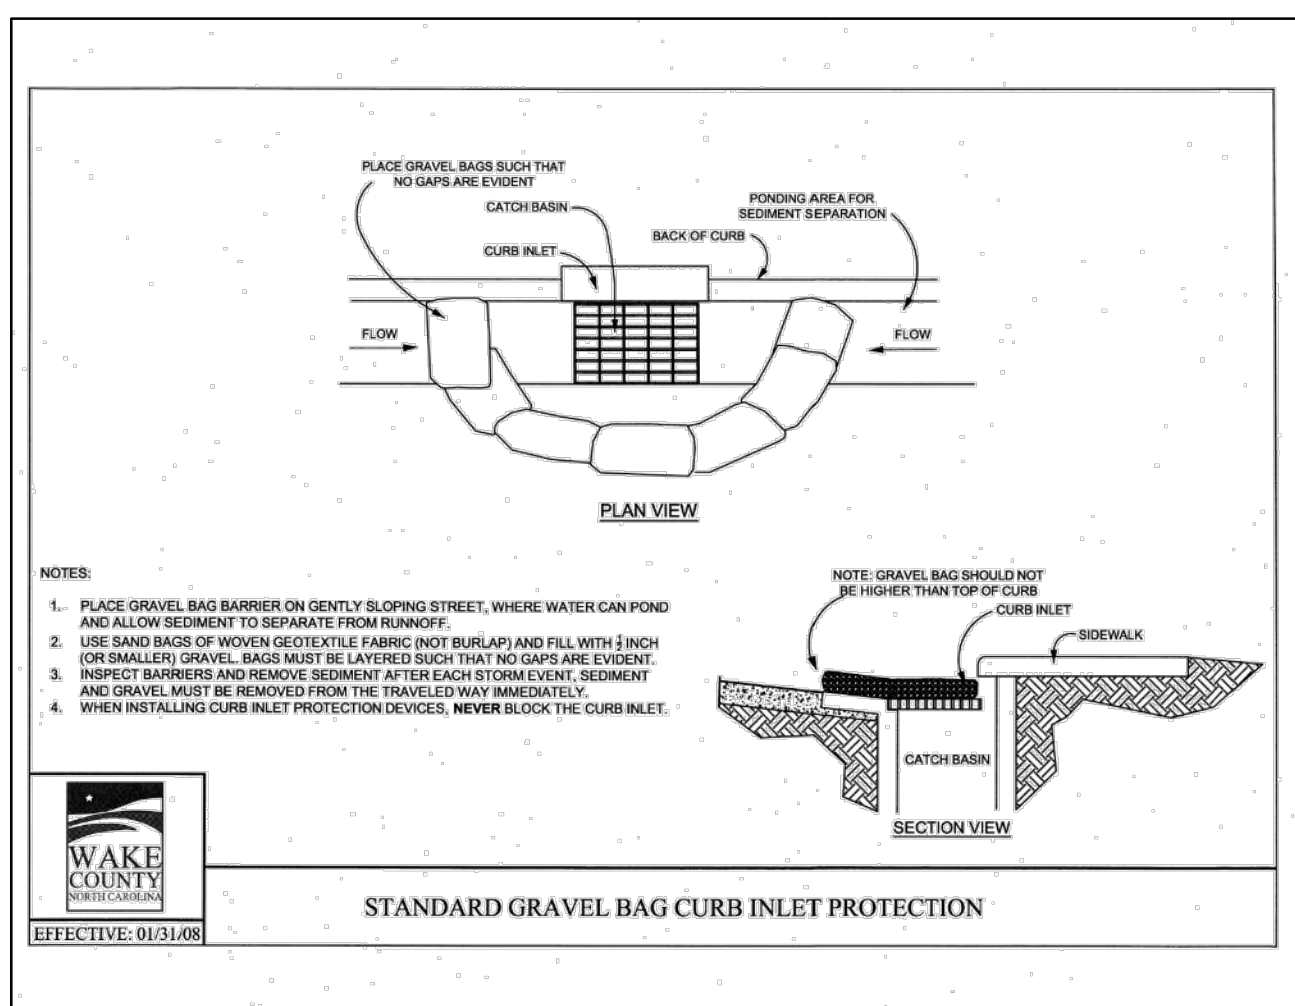 PLACE GRAVEL BAGS SUCH THAT
NO GAPS ARE EVIDENT
CATCH BASIN
CURB INLET
BACK OF CURB
PONDING AREA FOR
SEDIMENT SEPARATION
FLOW
FLOW
PLAN VIEW
NOTES:
1. PLACE GRAVEL BAG BARRIER ON GENTLY SLOPING STREET, WHERE WATER CAN POND
AND ALLOW SEDIMENT TO SEPARATE FROM RUNNOFF.
2. USE SAND BAGS OF WOVEN GEOTEXTILE FABRIC (NOT BURLAP) AND FILL WITH ½ INCH
(OR SMALLER) GRAVEL. BAGS MUST BE LAYERED SUCH THAT NO GAPS ARE EVIDENT.
3. INSPECT BARRIERS AND REMOVE SEDIMENT AFTER EACH STORM EVENT, SEDIMENT
AND GRAVEL MUST BE REMOVED FROM THE TRAVELED WAY IMMEDIATELY.
4. WHEN INSTALLING CURB INLET PROTECTION DEVICES, NEVER BLOCK THE CURB INLET.
NOTE: GRAVEL BAG SHOULD NOT
BE HIGHER THAN TOP OF CURB
CURB INLET
SIDEWALK
CATCH BASIN
SECTION VIEW
WAKE
COUNTY
NORTH CAROLINA
EFFECTIVE: 01/31/08
STANDARD GRAVEL BAG CURB INLET PROTECTION